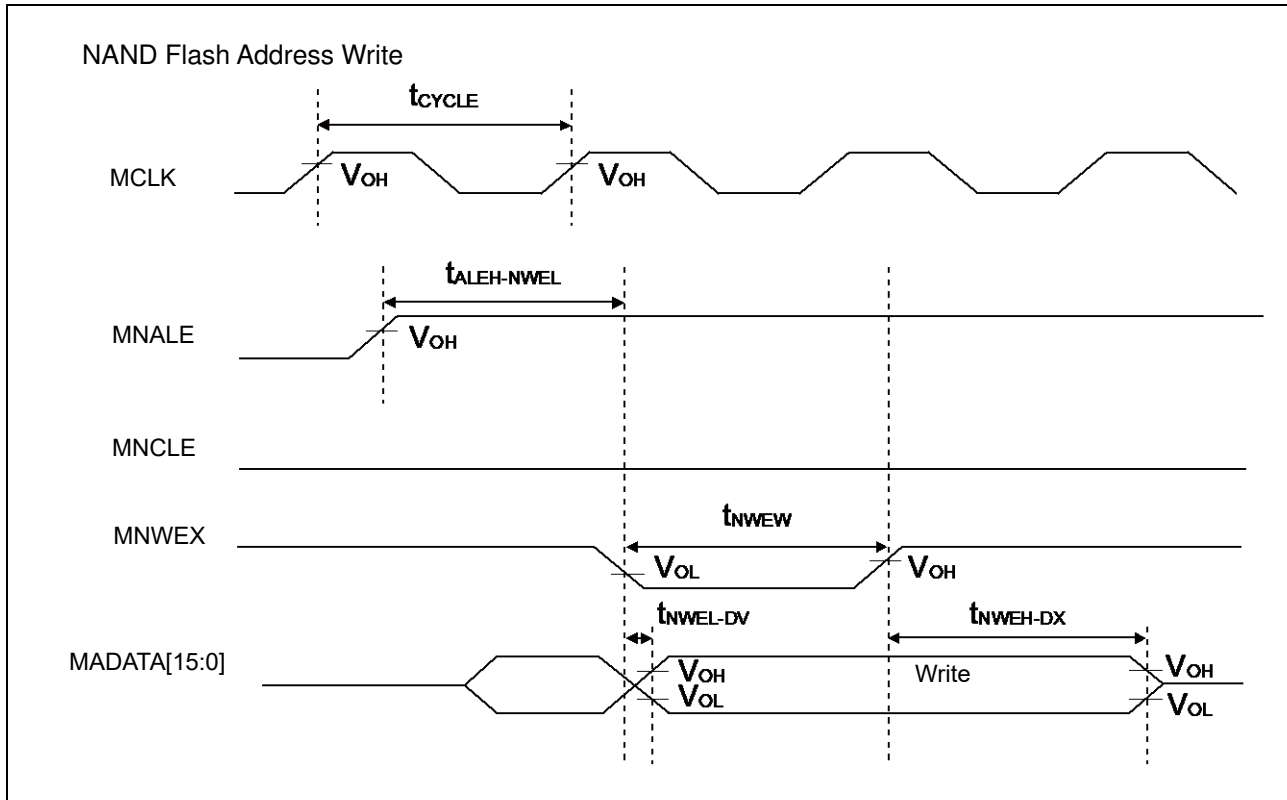 NAND Flash Address Write
tCYCLE
MCLK
VOH
VOH
tALEH-NWEL
MNALE
VOH
MNCLE
tNWEW
MNWEX
VOL
VOH
tNWEL-DV
tNWEH-DX
MADATA[15:0]
VOH
Write
VOH
VOL
VOL